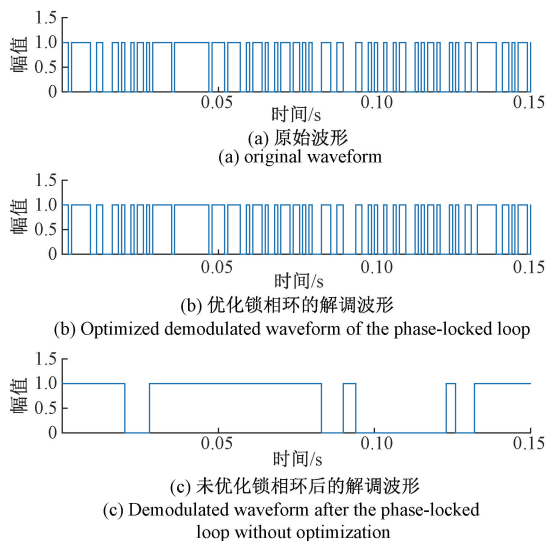 1.5
1.0
0.5
0
幅值
0.05
0.10
0.15
时间/s
(a) 原始波形
(a) original waveform
1.5
1.0
0.5
0
幅值
0.05
0.10
0.15
时间/s
(b) 优化锁相环的解调波形
(b) Optimized demodulated waveform of the phase-locked loop
1.5
1.0
0.5
0
幅值
0.05
0.10
0.15
时间/s
(c) 未优化锁相环后的解调波形
(c) Demodulated waveform after the phase-locked
loop without optimization